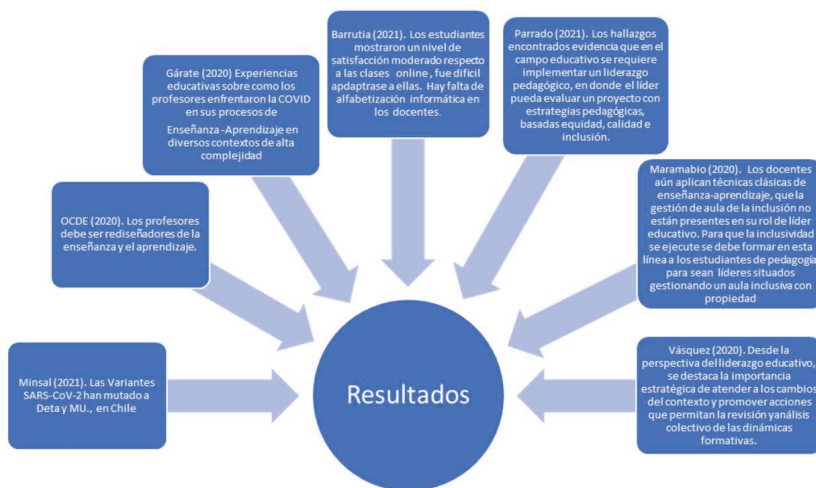 Barrutia (2021). Los estudiantes
mostraron un nivel de
satisfacción moderado respecto
a las clases online , fue dificil
apdaptrase a ellas. Hay falta de
alfabetización informática en
los docentes.
Parrado (2021). Los hallazgos
encontrados evidencia que en el
campo educativo se requiere
implementar un liderazgo
pedagógico, en donde el líder
pueda evaluar un proyecto con
estrategias pedagógicas,
basadas equidad, calidad e
inclusión.
Gárate (2020) Experiencias
educativas sobre como los
profesores enfrentaron la COVID
en sus procesos de
Enseñanza -Aprendizaje en
diversos contextos de alta
complejidad
Maramabio (2020). Los docentes
aún aplican técnicas clásicas de
enseñanza-aprendizaje, que la
gestión de aula de la inclusión no
están presentes en su rol de líder
educativo. Para que la inclusividad
se ejecute se debe formar en esta
línea a los estudiantes de pedagogía
para sean líderes situados
gestionando un aula inclusiva con
propiedad
OCDE (2020). Los profesores
debe ser rediseñadores de la
enseñanza y el aprendizaje.
Minsal (2021). Las Variantes
SARS-CoV-2 han mutado a
Deta y MU., en Chile
Resultados
Vásquez (2020). Desde la
perspectiva del liderazgo educativo,
se destaca la importancia
estratégica de atender a los cambios
del contexto y promover acciones
que permitan la revisión yanálisis
colectivo de las dinámicas
formativas.